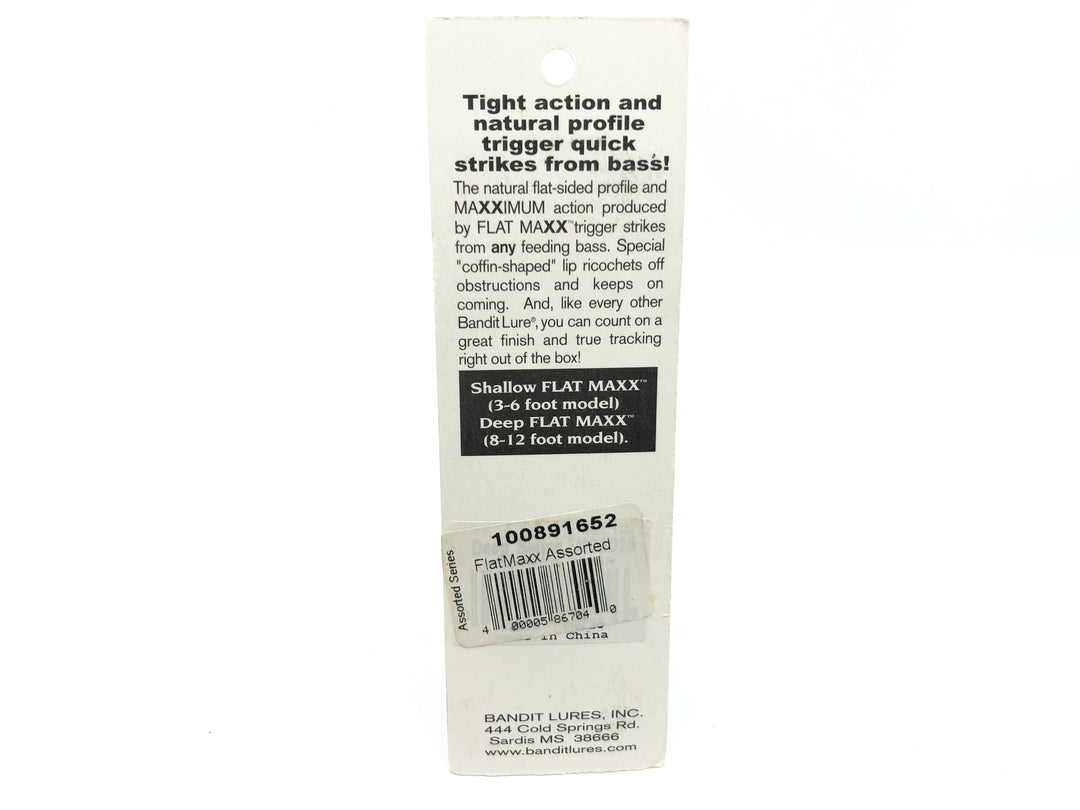 Tight action and
natural profile
trigger quick
strikes from bass!
The natural flat-sided profile and
MAXXIMUM action produced
by FLAT MAXX™ trigger strikes
from any feeding bass. Special
"coffin-shaped" lip ricochets off
obstructions and keeps on
coming. And, like every other
Bandit Lure®, you can count on a
great finish and true tracking
right out of the box!
Shallow FLAT MAXX™
(3-6 foot model)
Deep FLAT MAXX™
(8-12 foot model).
100891652
FlatMaxx Assorted
Assorted Series
4 00005 86704 0
in China
BANDIT LURES, INC.
444 Cold Springs Rd.
Sardis MS 38666
www.banditlures.com